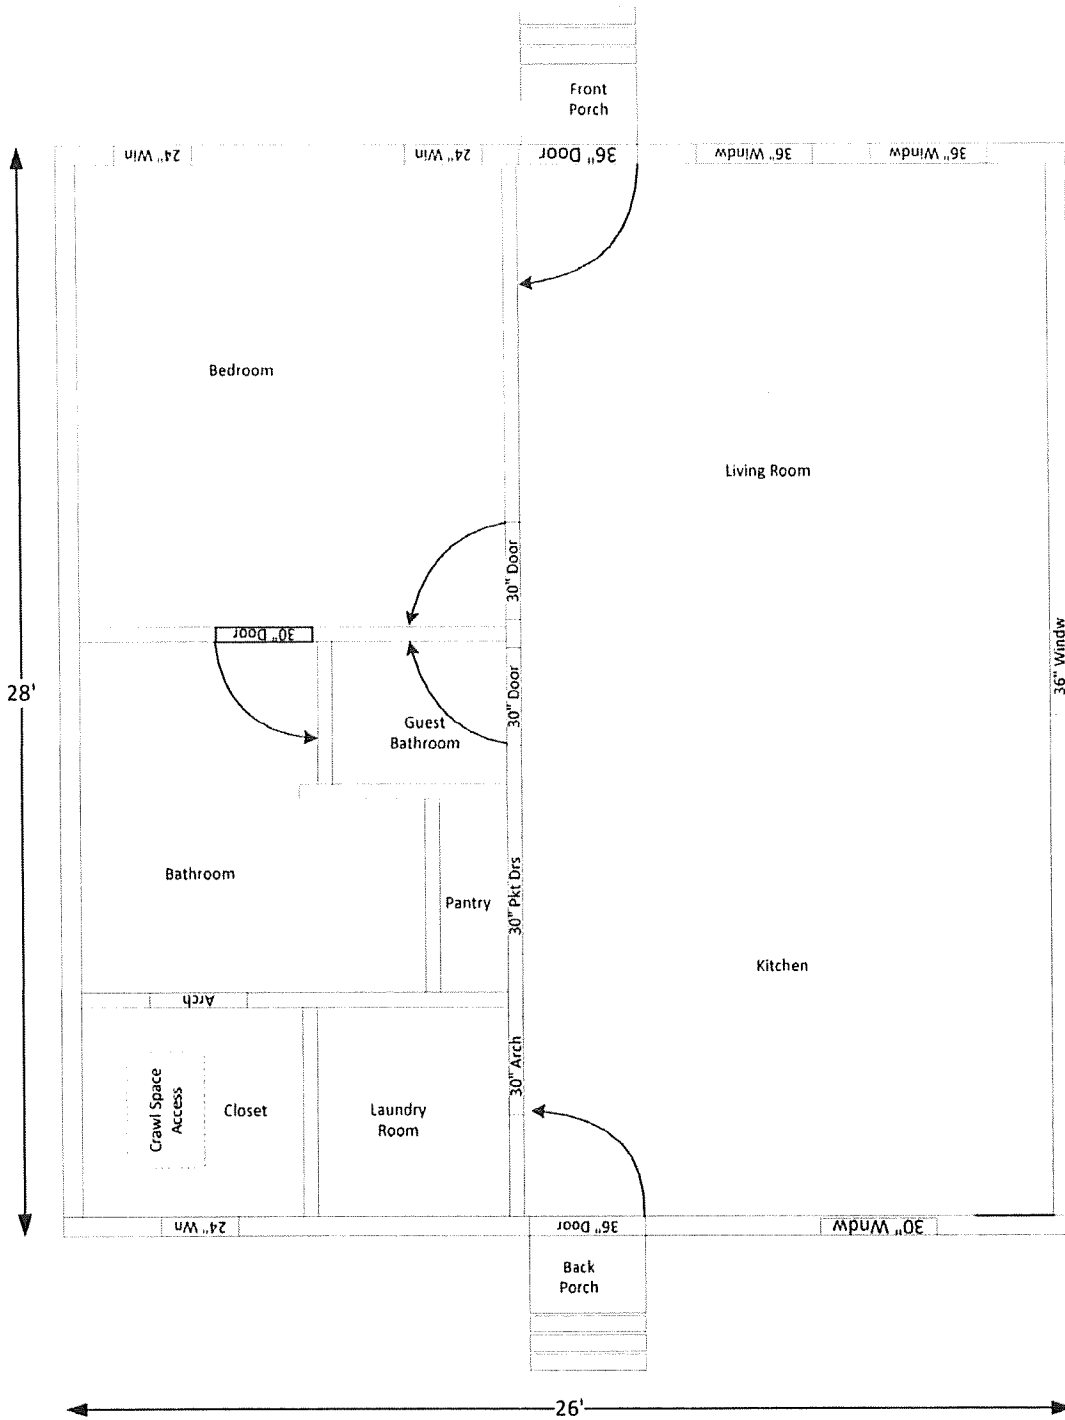 Front
Porch
24" Win
24" Win
36" Door
36" Windw
36" Windw
Bedroom
Living Room
30" Door
30" Door
30" Door
36" Windw
28'
Guest
Bathroom
Bathroom
Pantry
30" Pkt Drs
Kitchen
Arch
30" Arch
Crawl Space
Access
Closet
Laundry
Room
24" Wn
36" Door
30" Wndw
Back
Porch
26'